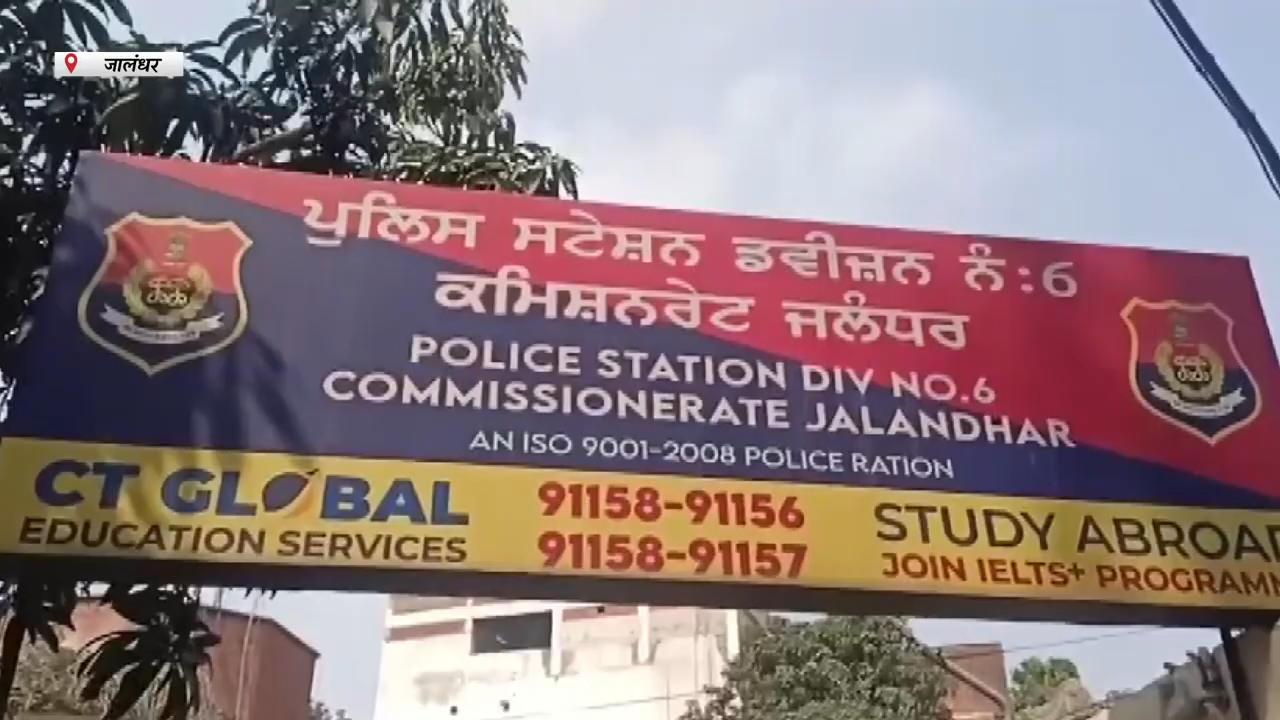 जालंधर
ਪੁਲਿਸ ਸਟੇਸ਼ਨ ਡਵੀਜ਼ਨ ਨੰ:6
ਕਮਿਸ਼ਨਰੇਟ ਜਲੰਧਰ
POLICE STATION DIV NO.6
COMMISSIONERATE JALANDHAR
AN ISO 9001-2008 POLICE RATION
CT GLOBAL
EDUCATION SERVICES
91158-91156
91158-91157
STUDY ABROAD
JOIN IELTS+